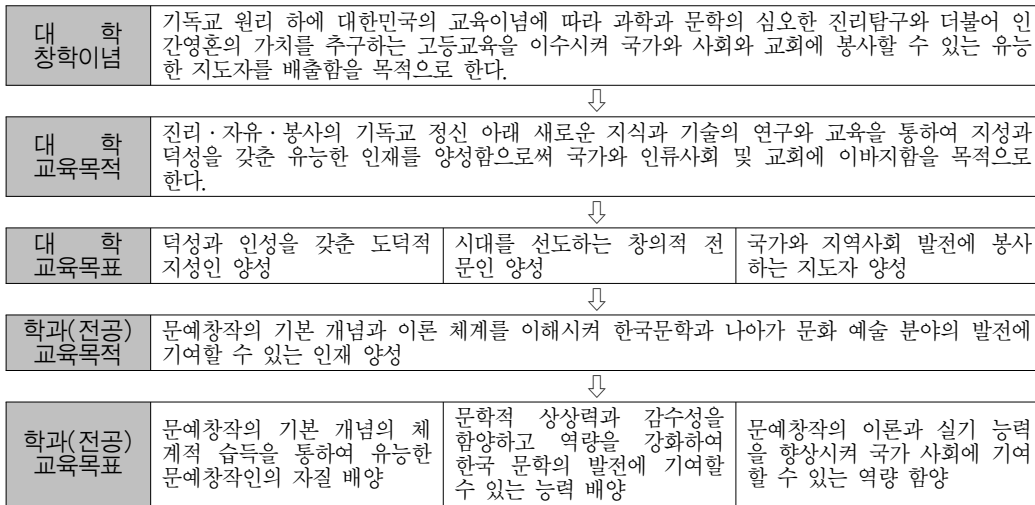 대 학
창학이념
기독교 원리 하에 대한민국의 교육이념에 따라 과학과 문학의 심오한 진리탐구와 더불어 인
간영혼의 가치를 추구하는 고등교육을 이수시켜 국가와 사회와 교회에 봉사할 수 있는 유능
한 지도자를 배출함을 목적으로 한다.
⇩
대 학
교육목적
진리·자유·봉사의 기독교 정신 아래 새로운 지식과 기술의 연구와 교육을 통하여 지성과
덕성을 갖춘 유능한 인재를 양성함으로써 국가와 인류사회 및 교회에 이바지함을 목적으로
한다.
⇩
대 학
교육목표
덕성과 인성을 갖춘 도덕적
지성인 양성
시대를 선도하는 창의적 전
문인 양성
국가와 지역사회 발전에 봉사
하는 지도자 양성
⇩
학과(전공)
교육목적
문예창작의 기본 개념과 이론 체계를 이해시켜 한국문학과 나아가 문화 예술 분야의 발전에
기여할 수 있는 인재 양성
⇩
학과(전공)
교육목표
문예창작의 기본 개념의 체
계적 습득을 통하여 유능한
문예창작인의 자질 배양
문학적 상상력과 감수성을
함양하고 역량을 강화하여
한국 문학의 발전에 기여할
수 있는 능력 배양
문예창작의 이론과 실기 능력
을 향상시켜 국가 사회에 기여
할 수 있는 역량 함양